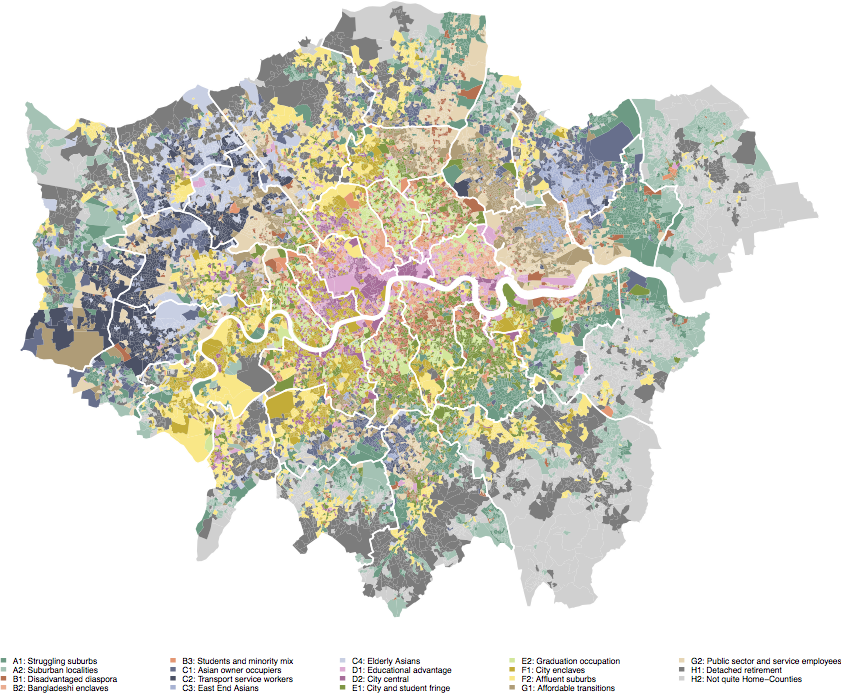 A1: Struggling suburbs B3: Students and minority mix C4: Elderly Asians E2: Graduation occupation G2: Public sector and service employees
A2: Suburban localities C1: Asian owner occupiers D1: Educational advantage F1: City enclaves H1: Detached retirement
B1: Disadvantaged diaspora C2: Transport service workers D2: City central F2: Affluent suburbs H2: Not quite Home−Counties
B2: Bangladeshi enclaves C3: East End Asians E1: City and student fringe G1: Affordable transitions